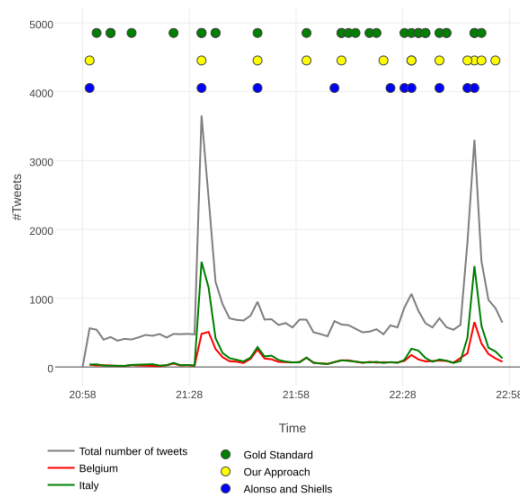 5000
4000
3000
2000
1000
0
#Tweets
20:58
21:28
21:58
22:28
22:58
Time
Total number of tweets
Belgium
Italy
Gold Standard
Our Approach
Alonso and Shiells